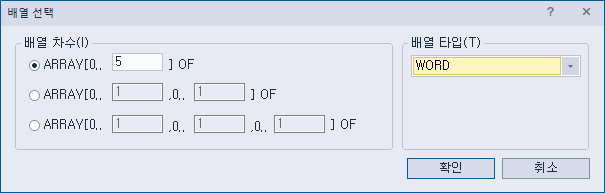 배열 선택
배열 차수(I)
ARRAY[0.. 5 ] OF
ARRAY[0.. 1 ,0.. 1 ] OF
ARRAY[0.. 1 ,0.. 1 ,0.. 1 ] OF
배열 타입(T)
WORD
확인 취소